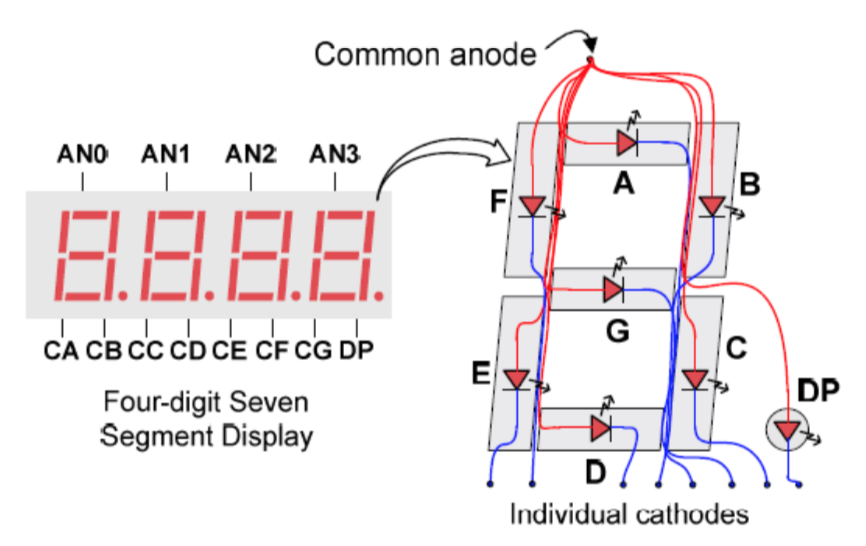 Common anode
AN0 AN1 AN2 AN3
A
F
B
G
CA CB CC CD CE CF CG DP
E
C
DP
Four-digit Seven
Segment Display
D
Individual cathodes